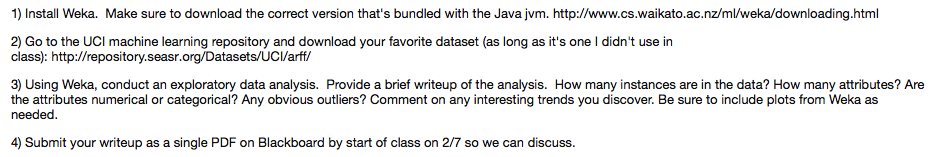 1) Install Weka.  Make sure to download the correct version that's bundled with the Java jvm. http://www.cs.waikato.ac.nz/ml/weka/downloading.html
2) Go to the UCI machine learning repository and download your favorite dataset (as long as it's one I didn't use in
class): http://repository.seasr.org/Datasets/UCI/arff/
3) Using Weka, conduct an exploratory data analysis.  Provide a brief writeup of the analysis.  How many instances are in the data? How many attributes? Are
the attributes numerical or categorical? Any obvious outliers? Comment on any interesting trends you discover. Be sure to include plots from Weka as
needed.
4) Submit your writeup as a single PDF on Blackboard by start of class on 2/7 so we can discuss.